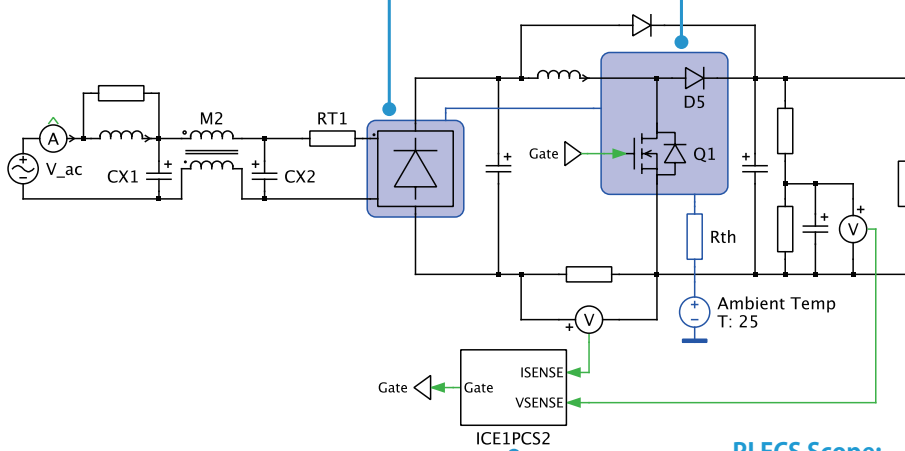 M2
RT1
D5
A
V_ac
CX1
CX2
Gate
Q1
V
Rth
Ambient Temp
T: 25
V
ISENSE
Gate
Gate
VSENSE
ICE1PCS2
PLECS Scope: